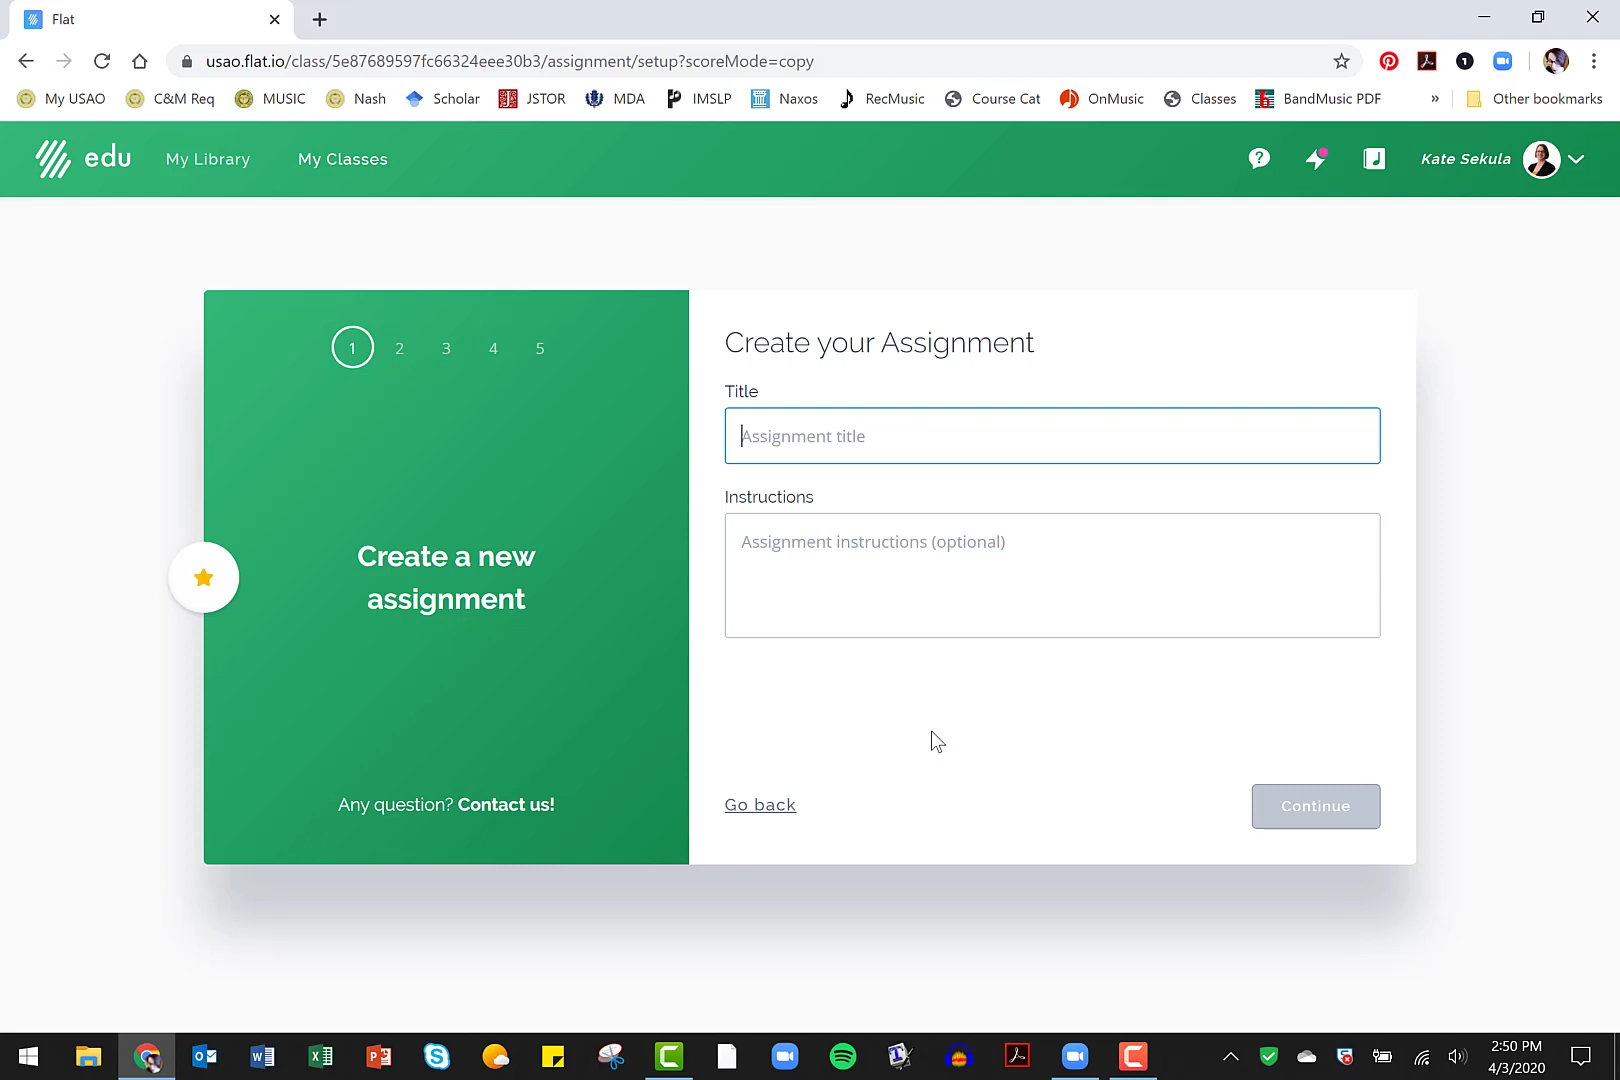 Flat
usao.flat.io/class/5e87689597fc66324eee30b3/assignment/setup?scoreMode=copy
My USAO C&M Req MUSIC Nash Scholar JSTOR MDA IMSLP Naxos RecMusic Course Cat OnMusic Classes BandMusic PDF » Other bookmarks
edu My Library My Classes Kate Sekula
1 2 3 4 5
Create a new
assignment
Any question? Contact us!
Create your Assignment
Title
Assignment title
Instructions
Assignment instructions (optional)
Go back
Continue
2:50 PM
4/3/2020